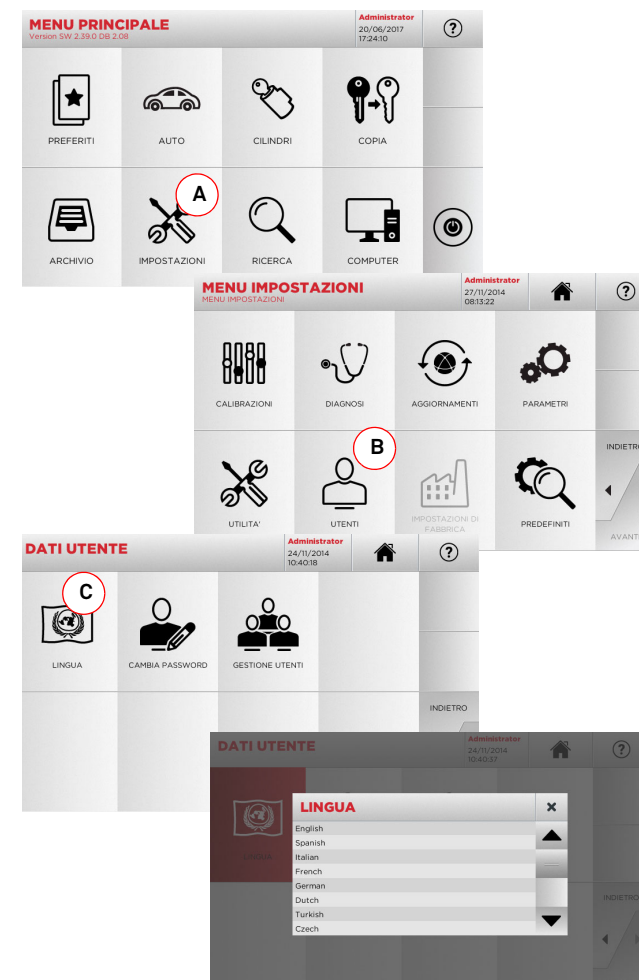 MENU PRINCIPALE
Version SW 2.39.0 DB 2.08
Administrator
20/06/2017
17:24:10
?
PREFERITI
AUTO
CILINDRI
COPIA
A
ARCHIVIO
IMPOSTAZIONI
RICERCA
COMPUTER
MENU IMPOSTAZIONI
MENU IMPOSTAZIONI
Administrator
27/11/2014
08:13:22
?
CALIBRAZIONI
DIAGNOSI
AGGIORNAMENTI
PARAMETRI
B
INDIETRO
UTILITA'
UTENTI
IMPOSTAZIONI DI
FABBRICA
PREDEFINITI
AVANTI
DATI UTENTE
Administrator
24/11/2014
10:40:18
?
C
LINGUA
CAMBIA PASSWORD
GESTIONE UTENTI
INDIETRO
DATI UTENTE
Administrator
24/11/2014
10:40:37
?
LINGUA
LINGUA
English
Spanish
Italian
French
German
Dutch
Turkish
Czech
INDIETRO